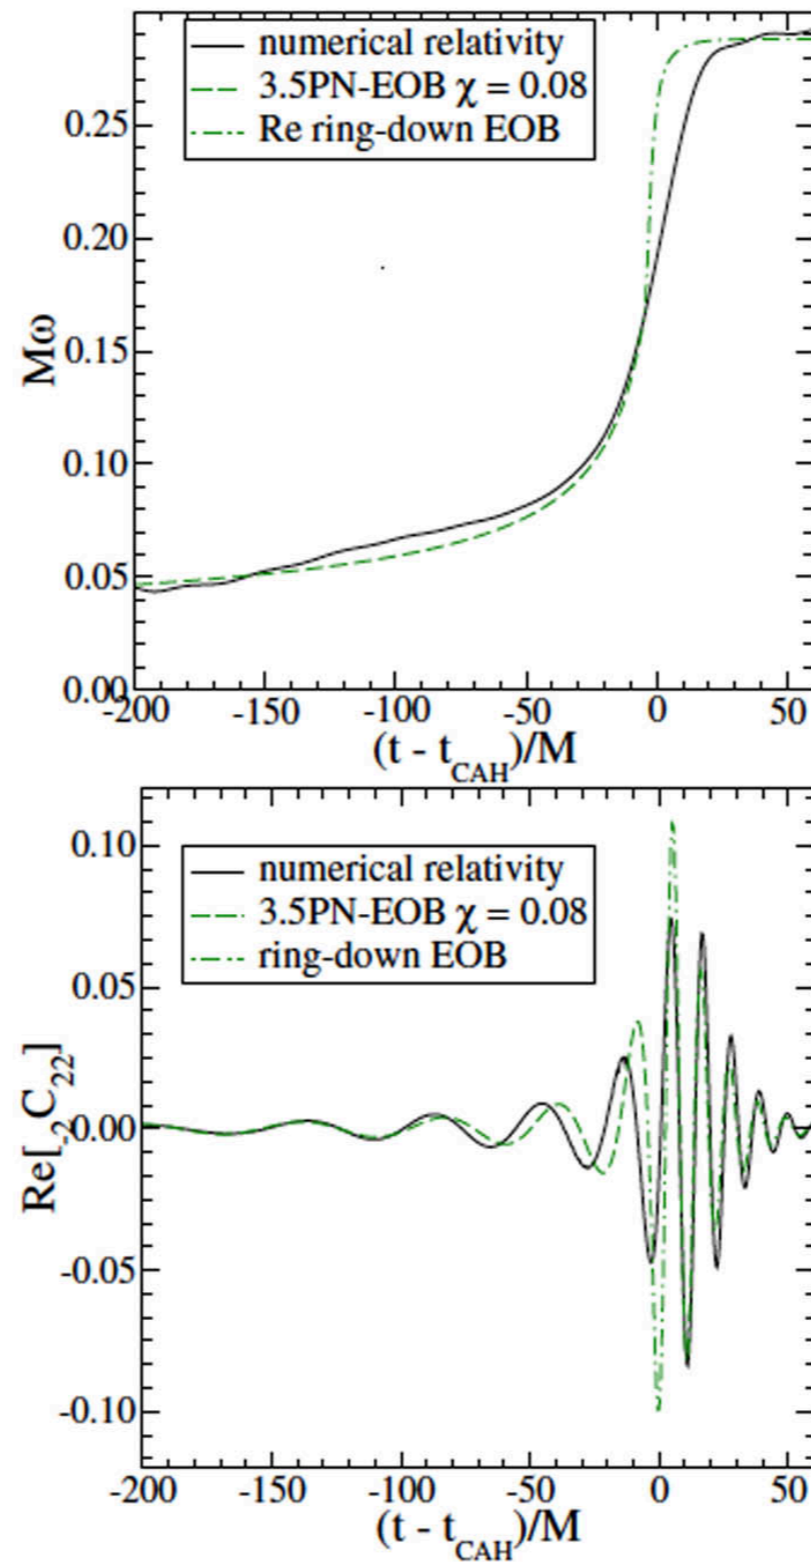 numerical relativity
3.5PN-EOB χ = 0.08
Re ring-down EOB
0.25
0.20
0.15
0.10
0.05
0.00
Mω
-200 -150 -100 -50 0 50
(t - t_CAH)/M
numerical relativity
3.5PN-EOB χ = 0.08
ring-down EOB
0.10
0.05
0.00
-0.05
-0.10
Re[_-2C_22]
-200 -150 -100 -50 0 50
(t - t_CAH)/M